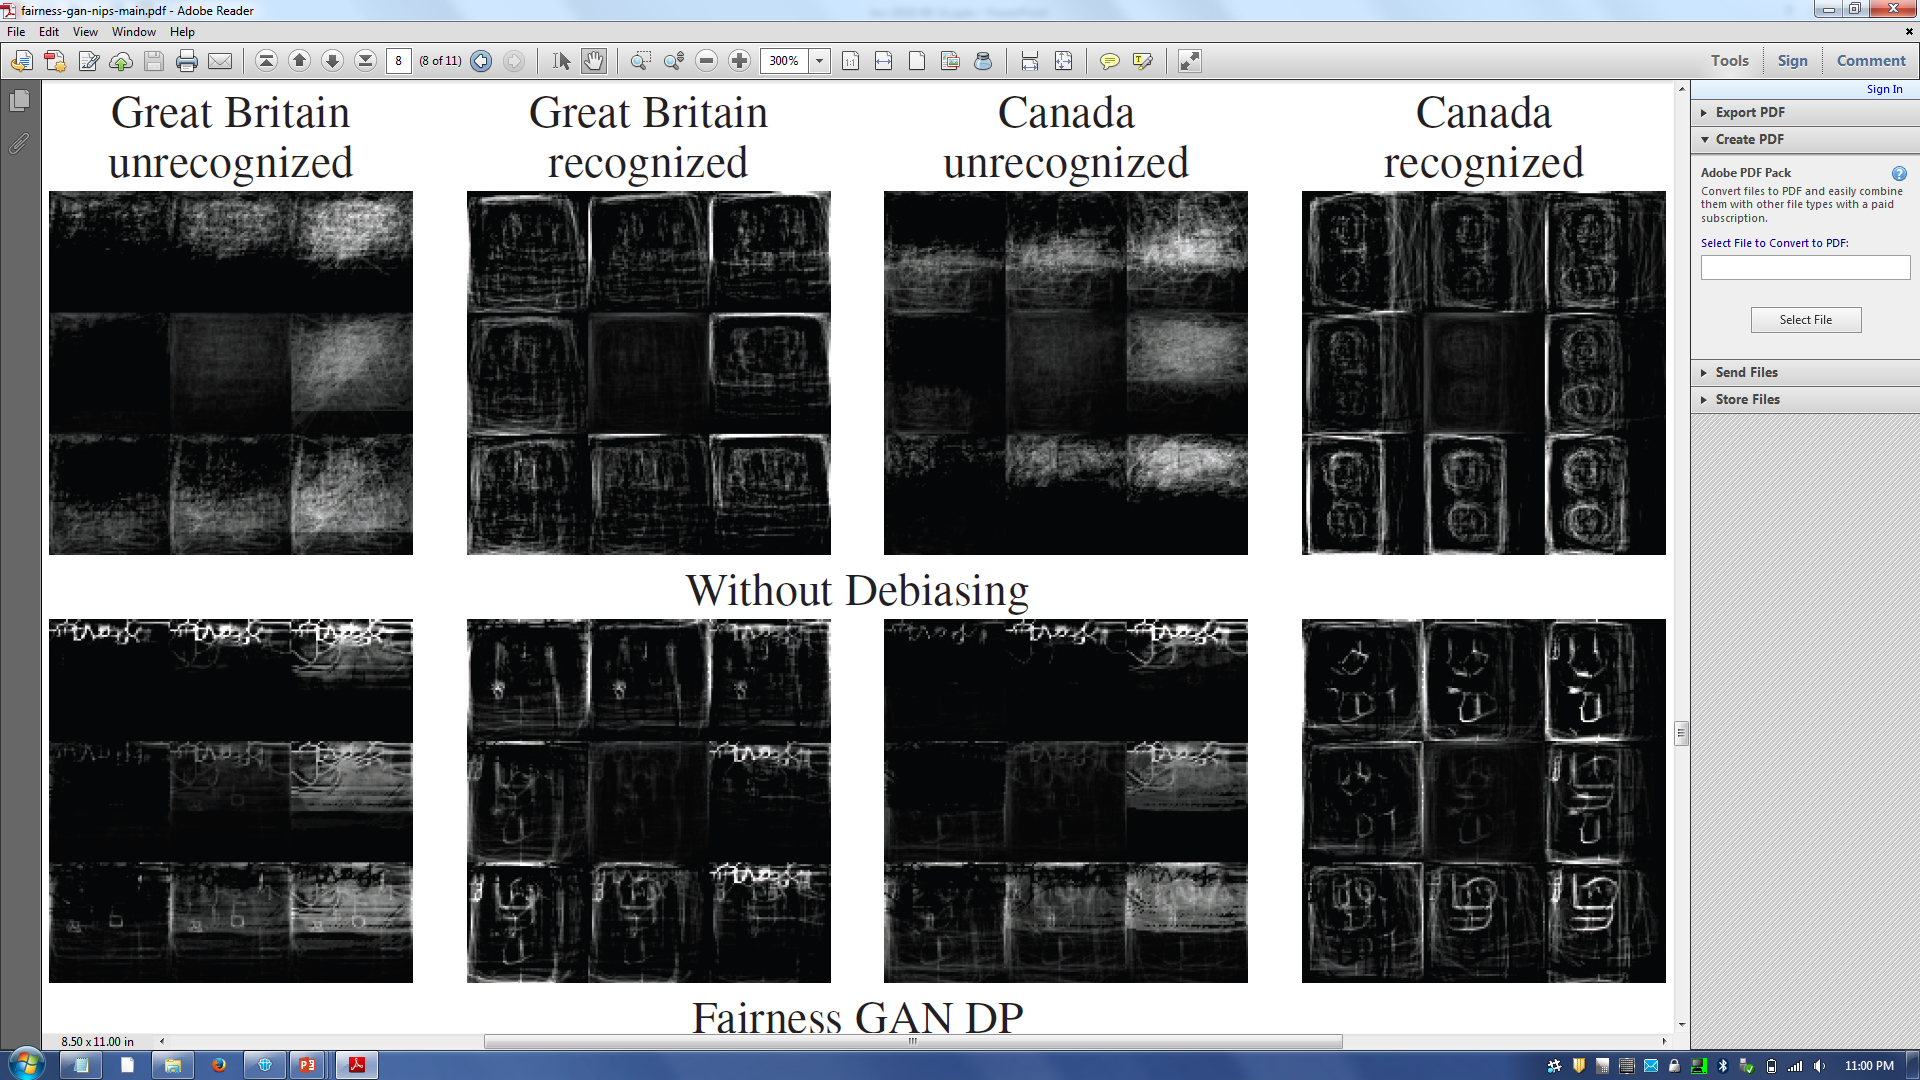 fairness-gan-nips-main.pdf - Adobe Reader
File Edit View Window Help
8 (8 of 11) 300% Tools Sign Comment
Sign In
Export PDF
Create PDF
Adobe PDF Pack
Convert files to PDF and easily combine
them with other file types with a paid
subscription.
Select File to Convert to PDF:
Select File
Send Files
Store Files
Great Britain
unrecognized
Great Britain
recognized
Canada
unrecognized
Canada
recognized
Without Debiasing
Fairness GAN DP
8.50 x 11.00 in
11:00 PM